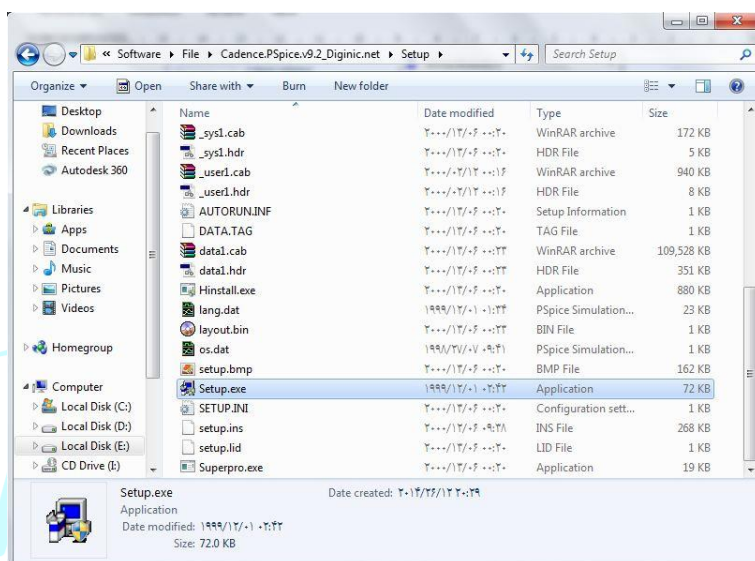 « Software ▸ File ▸ Cadence.PSpice.v9.2_Diginic.net ▸ Setup ▸ Search Setup
Organize Open Share with Burn New folder
Desktop
Downloads
Recent Places
Autodesk 360
Libraries
Apps
Documents
Music
Pictures
Videos
Homegroup
Computer
Local Disk (C:)
Local Disk (D:)
Local Disk (E:)
CD Drive (I:)
Name Date modified Type Size
_sys1.cab WinRAR archive 172 KB
_sys1.hdr HDR File 5 KB
_user1.cab WinRAR archive 940 KB
_user1.hdr HDR File 8 KB
AUTORUN.INF Setup Information 1 KB
DATA.TAG TAG File 1 KB
data1.cab WinRAR archive 109,528 KB
data1.hdr HDR File 351 KB
Hinstall.exe Application 880 KB
lang.dat PSpice Simulation... 23 KB
layout.bin BIN File 1 KB
os.dat PSpice Simulation... 1 KB
setup.bmp BMP File 162 KB
Setup.exe Application 72 KB
SETUP.INI Configuration sett... 1 KB
setup.ins INS File 268 KB
setup.lid LID File 1 KB
Superpro.exe Application 19 KB
Setup.exe Date created:
Application
Date modified:
Size: 72.0 KB